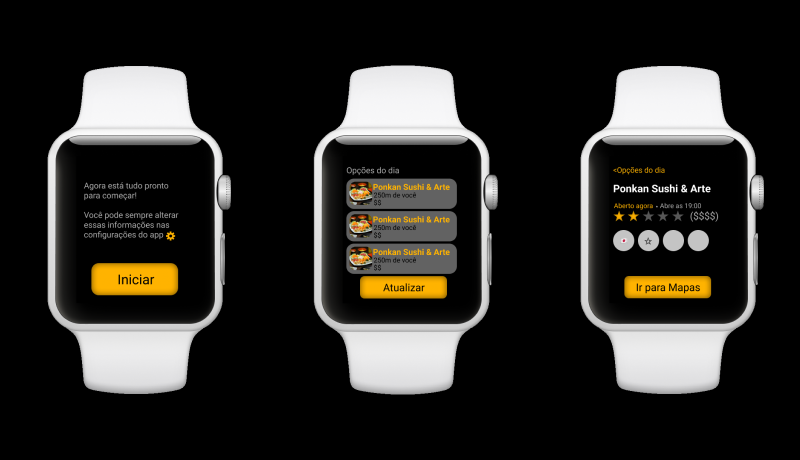 Agora está tudo pronto
para começar!
Você pode sempre alterar
essas informações nas
configurações do app
Iniciar
Opções do dia
Ponkan Sushi & Arte
250m de você
$$
Ponkan Sushi & Arte
250m de você
$$
Ponkan Sushi & Arte
250m de você
$$
Atualizar
<Opções do dia
Ponkan Sushi & Arte
Aberto agora • Abre as 19:00
($$$$)
Ir para Mapas